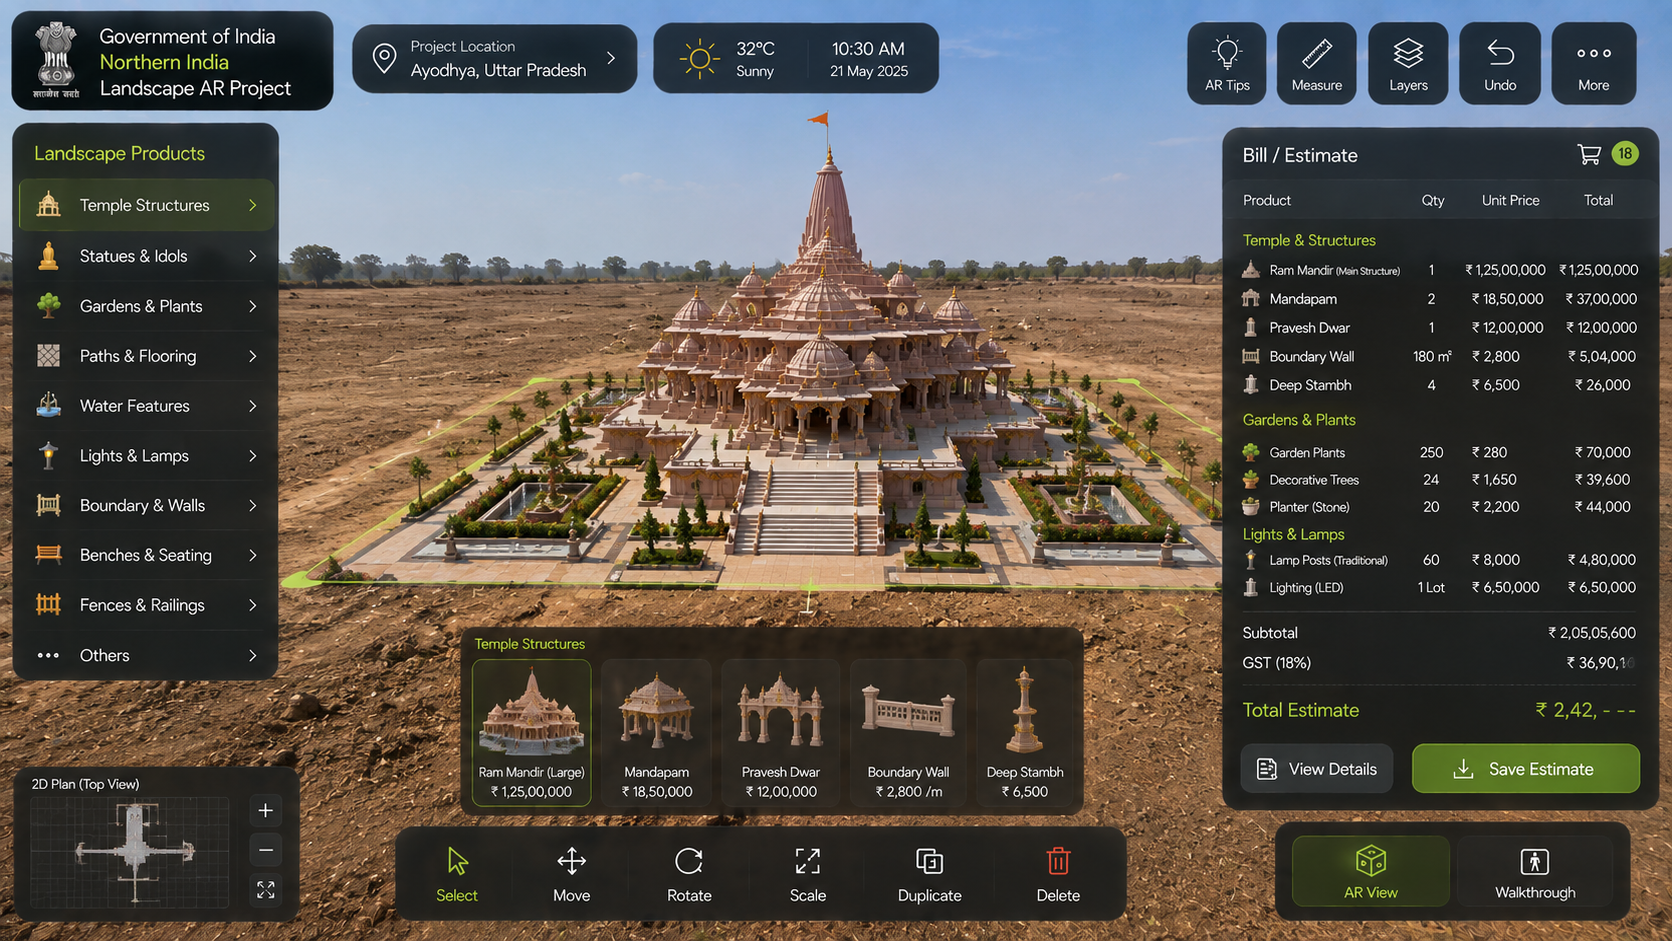 Government of India
Northern India
Landscape AR Project
सत्यमेव जयते
Project Location
Ayodhya, Uttar Pradesh
32°C
Sunny
10:30 AM
21 May 2025
AR Tips
Measure
Layers
Undo
More
Landscape Products
Temple Structures
Statues & Idols
Gardens & Plants
Paths & Flooring
Water Features
Lights & Lamps
Boundary & Walls
Benches & Seating
Fences & Railings
Others
Bill / Estimate
18
Product Qty Unit Price Total
Temple & Structures
Ram Mandir (Main Structure) 1 ₹ 1,25,00,000 ₹ 1,25,00,000
Mandapam 2 ₹ 18,50,000 ₹ 37,00,000
Pravesh Dwar 1 ₹ 12,00,000 ₹ 12,00,000
Boundary Wall 180 m² ₹ 2,800 ₹ 5,04,000
Deep Stambh 4 ₹ 6,500 ₹ 26,000
Gardens & Plants
Garden Plants 250 ₹ 280 ₹ 70,000
Decorative Trees 24 ₹ 1,650 ₹ 39,600
Planter (Stone) 20 ₹ 2,200 ₹ 44,000
Lights & Lamps
Lamp Posts (Traditional) 60 ₹ 8,000 ₹ 4,80,000
Lighting (LED) 1 Lot ₹ 6,50,000 ₹ 6,50,000
Subtotal ₹ 2,05,05,600
GST (18%) ₹ 36,90,1
Total Estimate ₹ 2,42, - - -
View Details
Save Estimate
Temple Structures
Ram Mandir (Large)
₹ 1,25,00,000
Mandapam
₹ 18,50,000
Pravesh Dwar
₹ 12,00,000
Boundary Wall
₹ 2,800 /m
Deep Stambh
₹ 6,500
2D Plan (Top View)
Select
Move
Rotate
Scale
Duplicate
Delete
AR View
Walkthrough